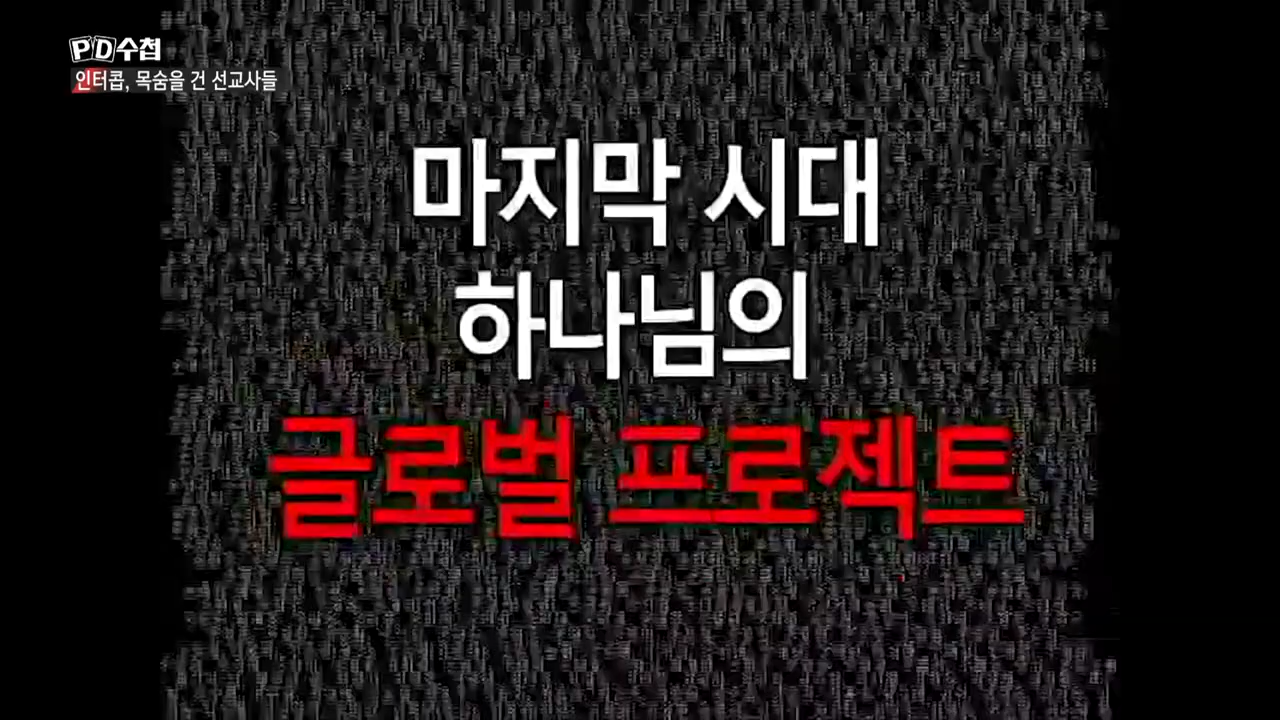 PD수첩
인터콥, 목숨을 건 선교사들
마지막 시대
하나님의
글로벌 프로젝트